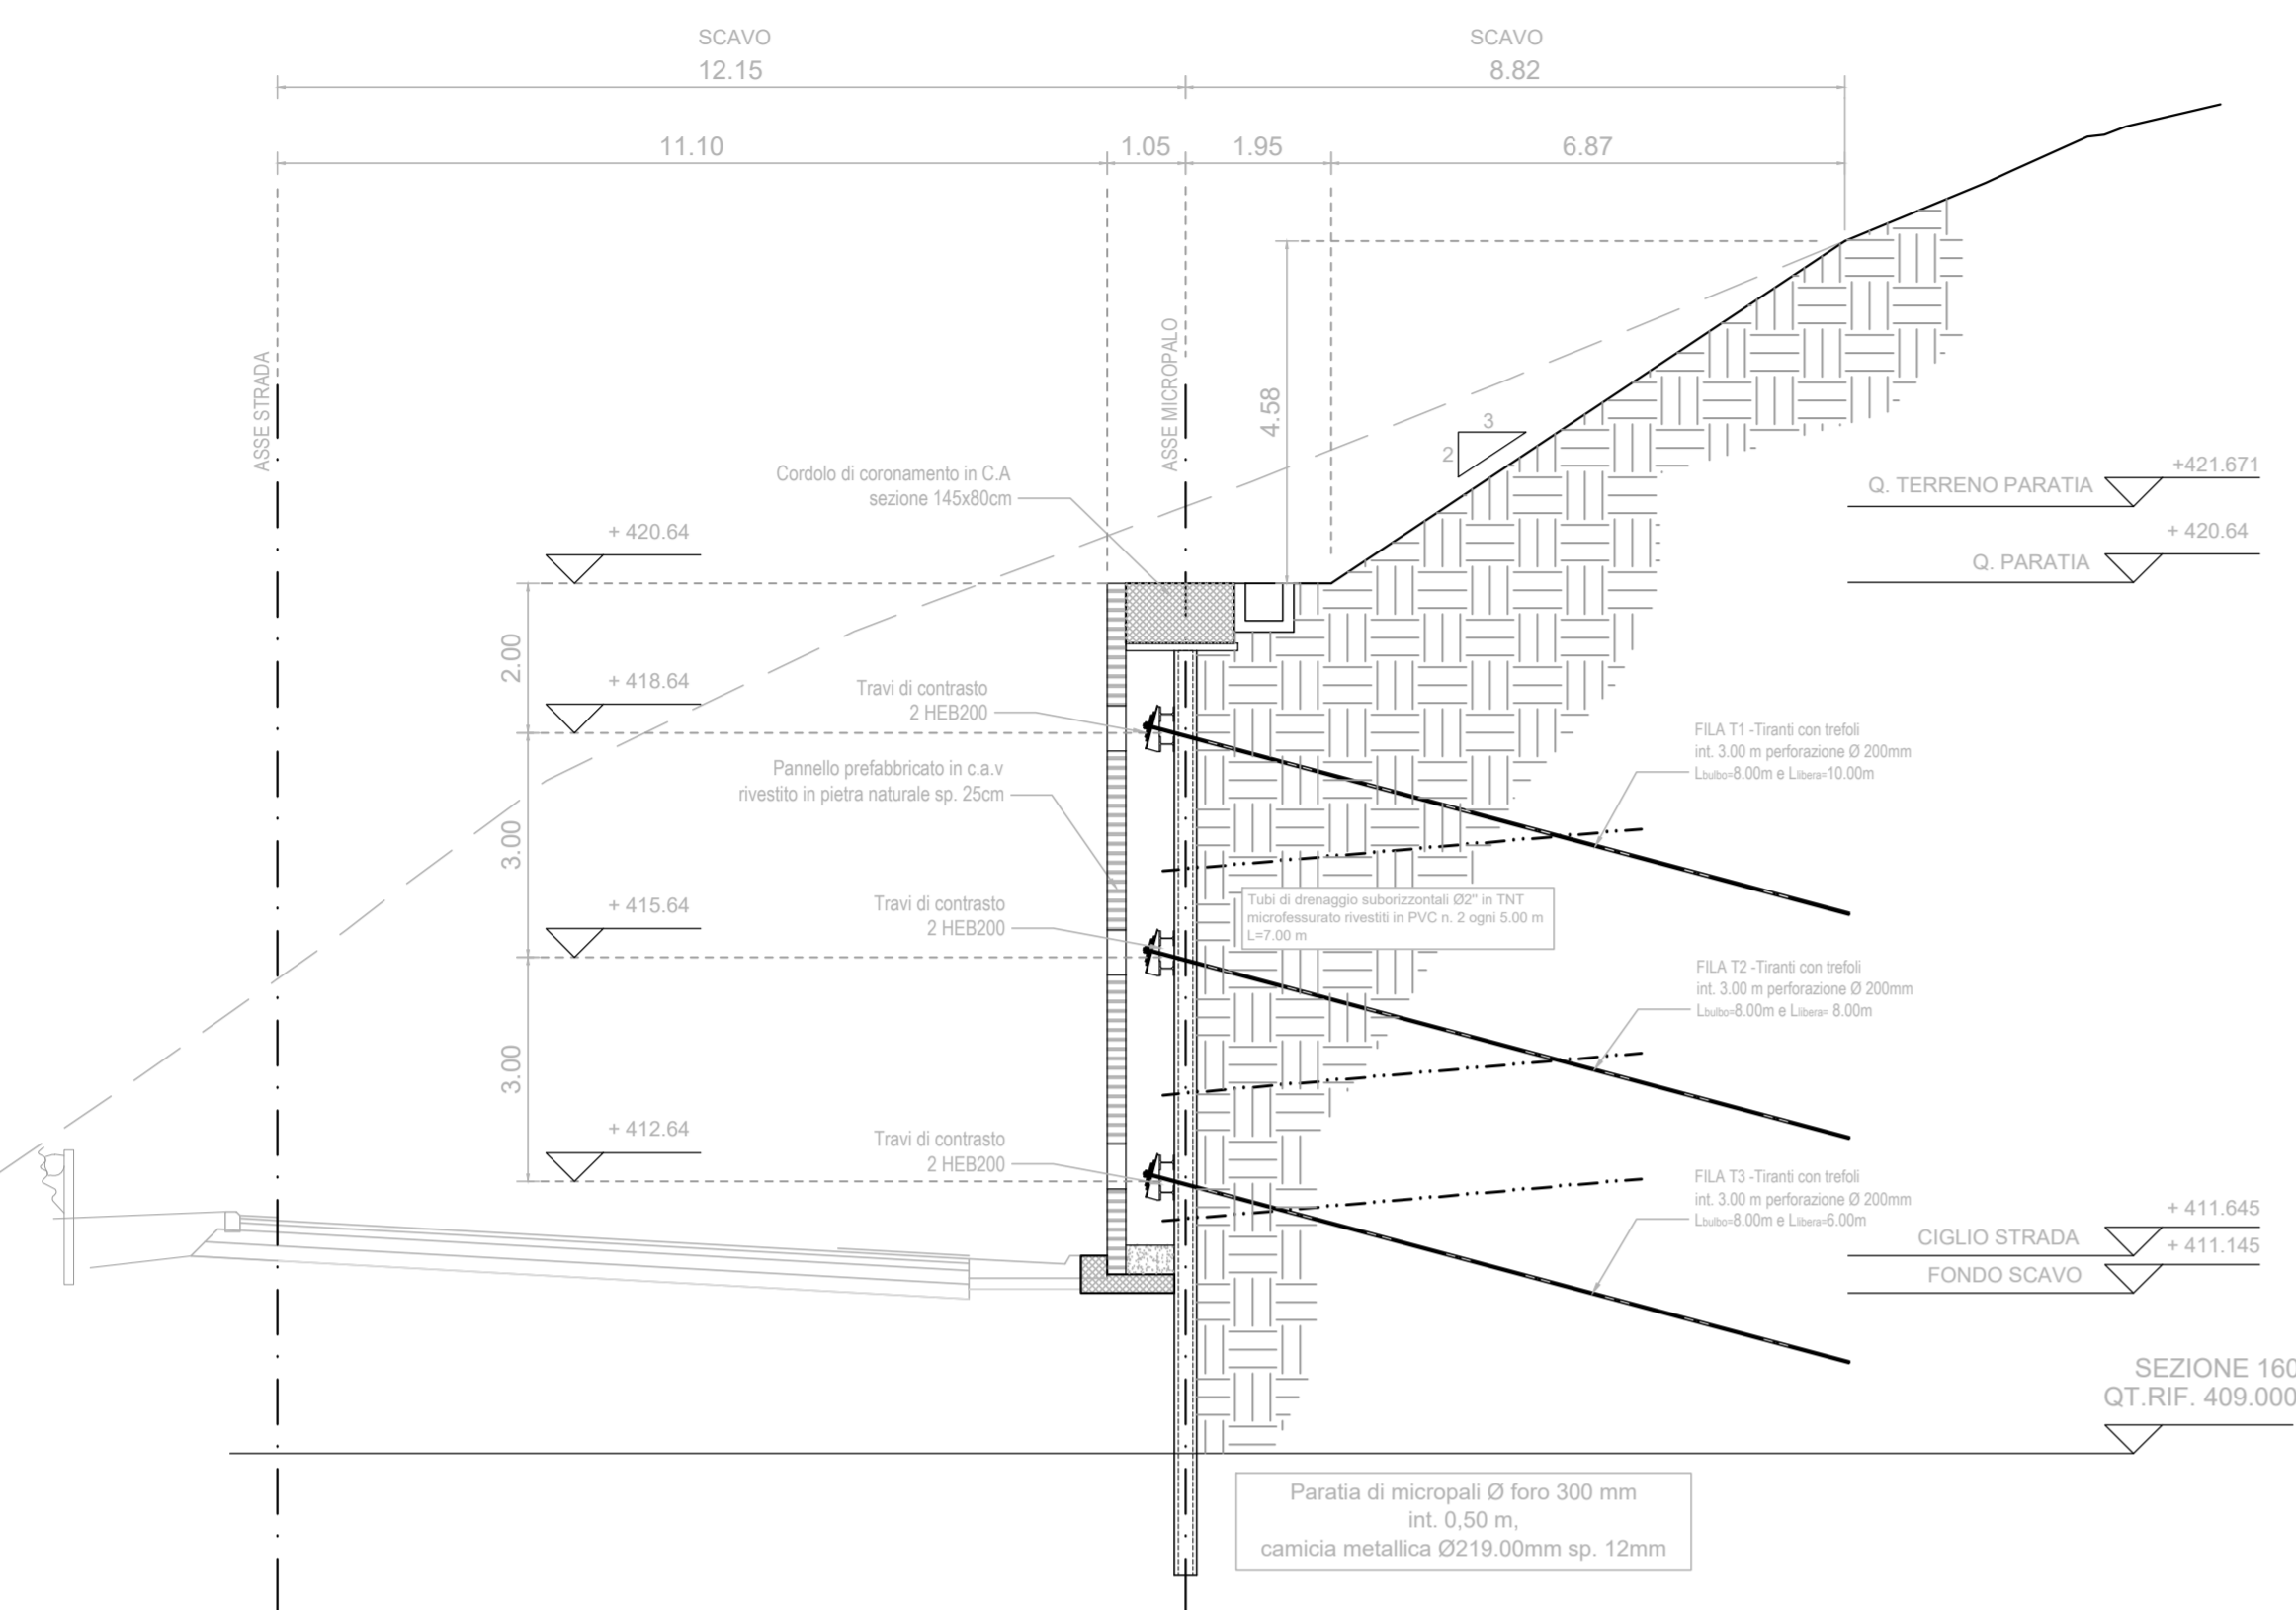 SCAVO
12.15
SCAVO
8.82
11.10
1.05
1.95
6.87
ASSE STRADA
ASSE MICROPALO
4.58
3
2
Cordolo di coronamento in C.A
sezione 145x80cm
+421.671
Q. TERRENO PARATIA
+ 420.64
Q. PARATIA
+ 420.64
2.00
+ 418.64
Travi di contrasto
2 HEB200
Pannello prefabbricato in c.a.v
rivestito in pietra naturale sp. 25cm
FILA T1 -Tiranti con trefoli
int. 3.00 m perforazione Ø 200mm
Lbulbo=8.00m e Llibera=10.00m
3.00
+ 415.64
Travi di contrasto
2 HEB200
Tubi di drenaggio suborizzontali Ø2" in TNT
microfessurato rivestiti in PVC n. 2 ogni 5.00 m
L=7.00 m
FILA T2 -Tiranti con trefoli
int. 3.00 m perforazione Ø 200mm
Lbulbo=8.00m e Llibera= 8.00m
3.00
+ 412.64
Travi di contrasto
2 HEB200
FILA T3 -Tiranti con trefoli
int. 3.00 m perforazione Ø 200mm
Lbulbo=8.00m e Llibera=6.00m
+ 411.645
CIGLIO STRADA
+ 411.145
FONDO SCAVO
SEZIONE 160
QT.RIF. 409.000
Paratia di micropali Ø foro 300 mm
int. 0,50 m,
camicia metallica Ø219.00mm sp. 12mm